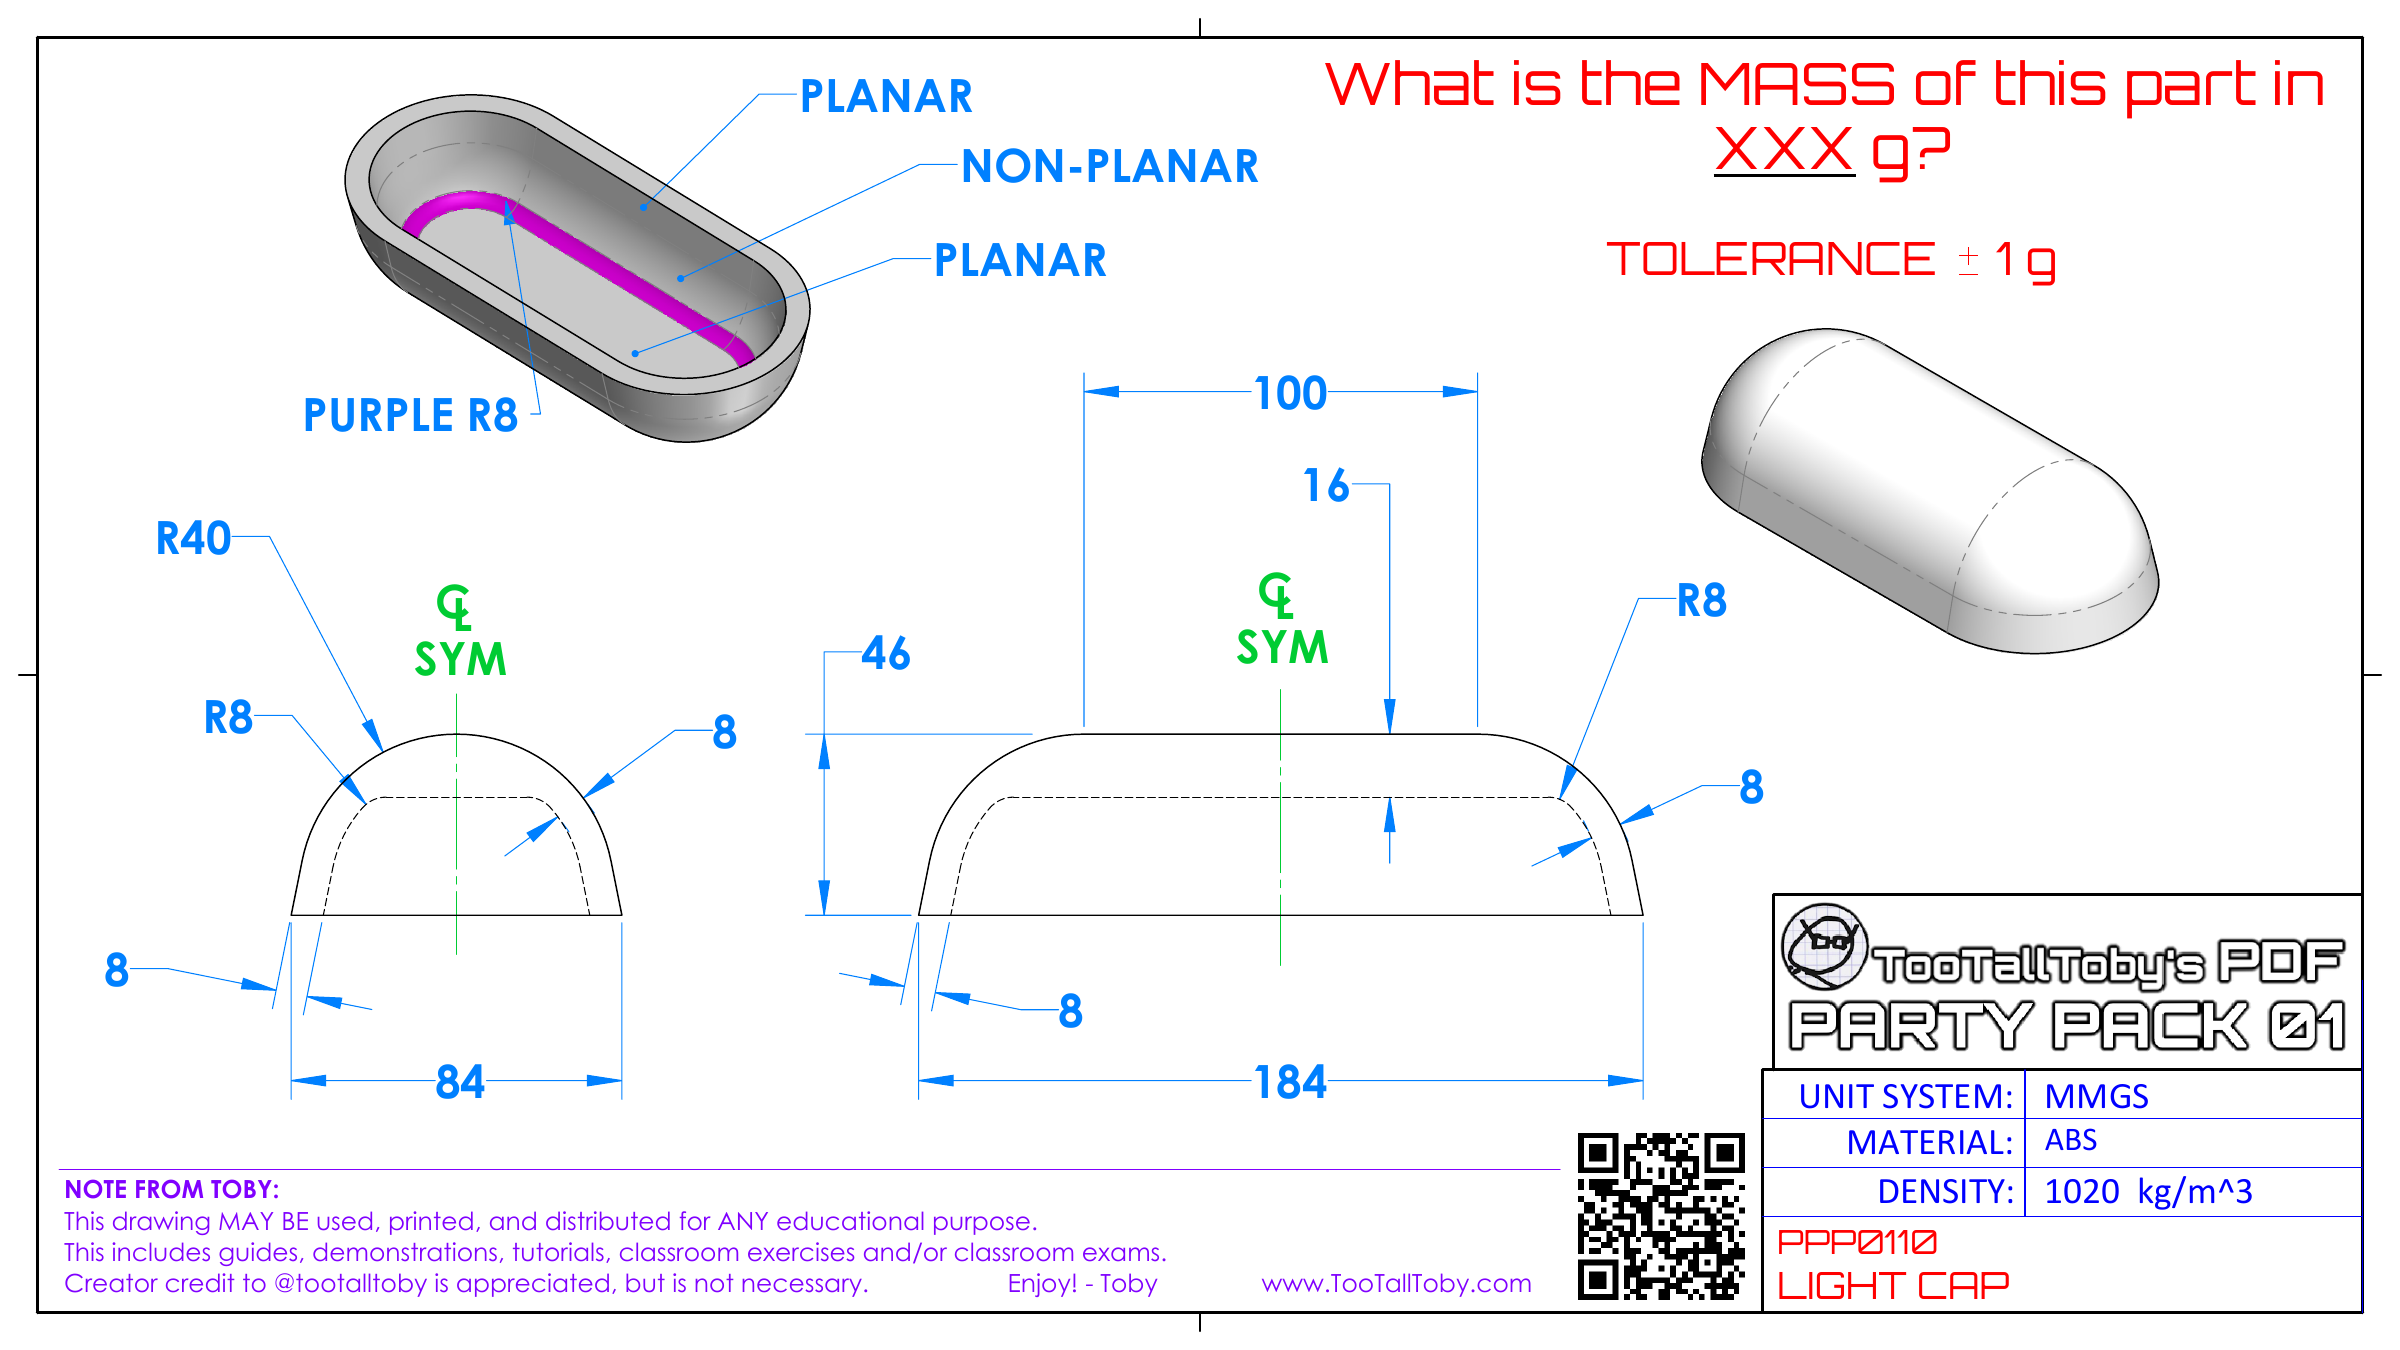 What is the MASS of this part in
XXX g?
TOLERANCE ± 1 g
PLANAR
NON-PLANAR
PLANAR
PURPLE R8
100
16
R40
R8
8
℄
SYM
46
℄
SYM
R8
8
8
84
8
184
TooTallToby's PDF
PARTY PACK 01
UNIT SYSTEM: MMGS
MATERIAL: ABS
DENSITY: 1020 kg/m^3
PPP0110
LIGHT CAP
NOTE FROM TOBY:
This drawing MAY BE used, printed, and distributed for ANY educational purpose.
This includes guides, demonstrations, tutorials, classroom exercises and/or classroom exams.
Creator credit to @tootalltoby is appreciated, but is not necessary. Enjoy! - Toby www.TooTallToby.com